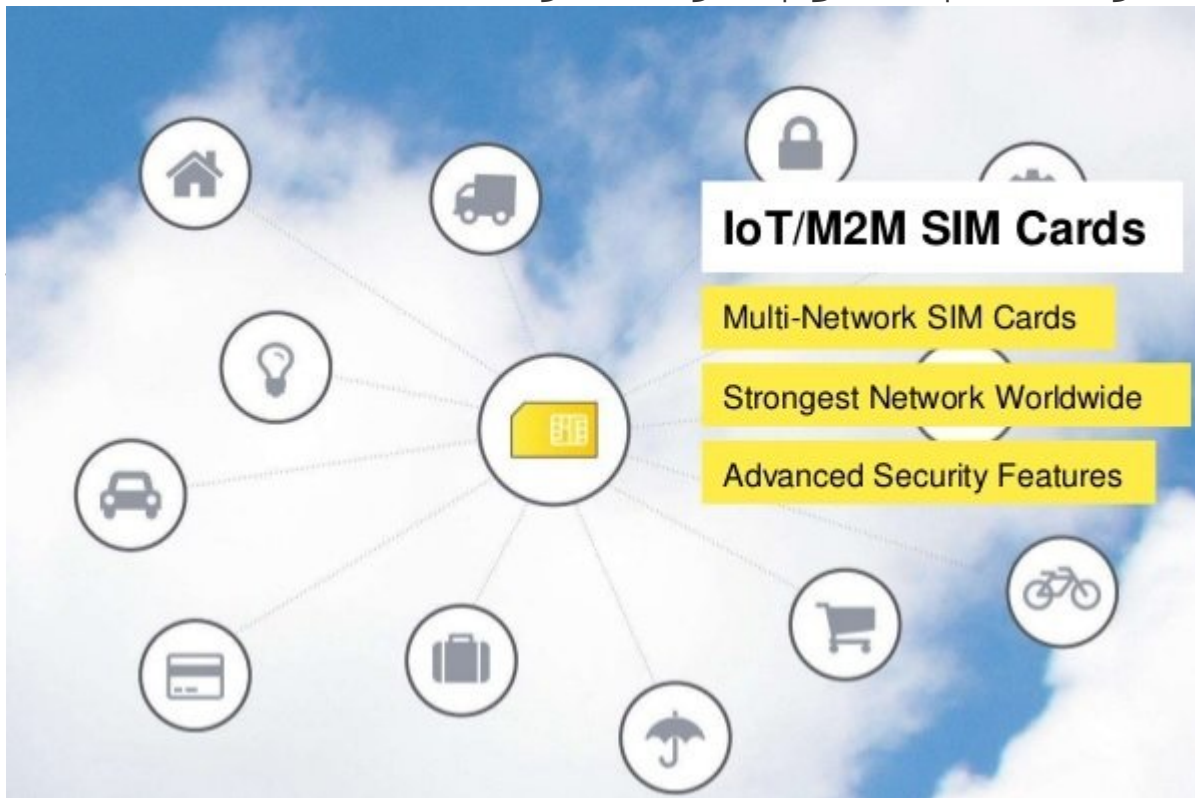 IoT/M2M SIM Cards
Multi-Network SIM Cards
Strongest Network Worldwide
Advanced Security Features